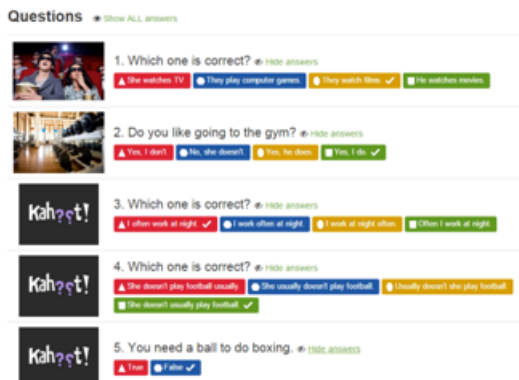 Questions Show ALL answers
1. Which one is correct? Hide answers
She watches TV They play computer games. They watch films. He watches movies.
2. Do you like going to the gym? Hide answers
Yes, I don't. No, she doesn't. Yes, he does. Yes, I do.
Kahoot!
3. Which one is correct? Hide answers
I often work at night. I work often at night. I work at night often. Often I work at night.
Kahoot!
4. Which one is correct? Hide answers
She doesn't play football usually. She usually doesn't play football. Usually doesn't she play football.
She doesn't usually play football.
Kahoot!
5. You need a ball to do boxing. Hide answers
True False